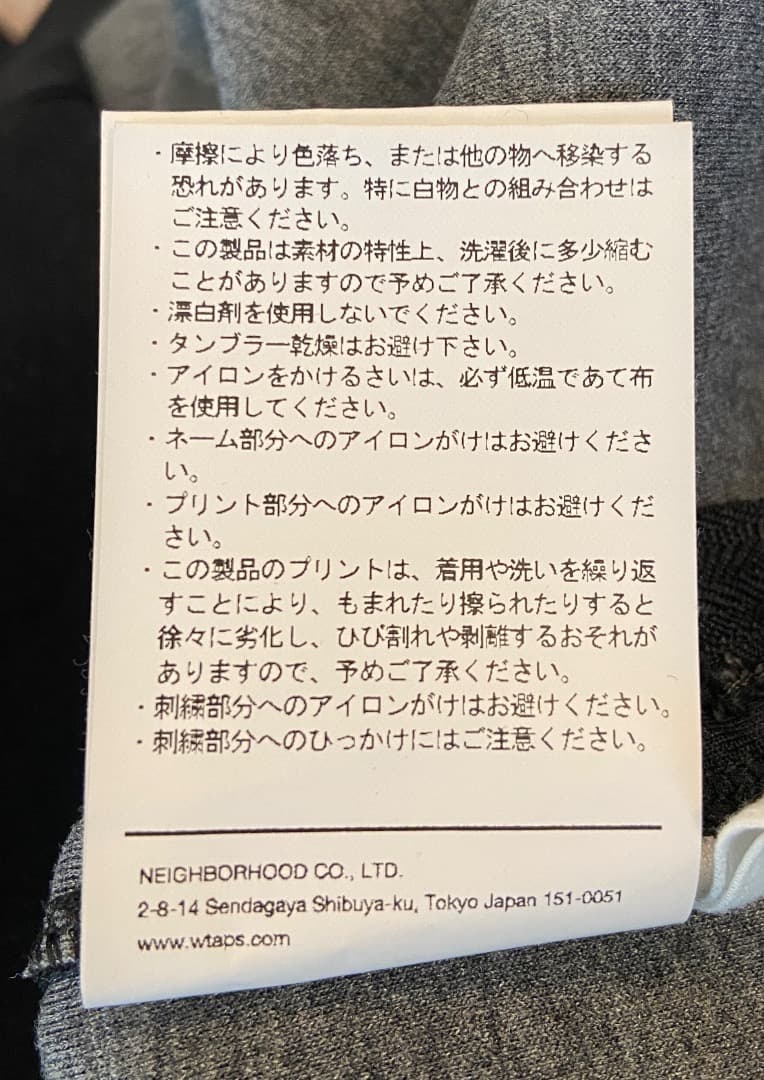 ・摩擦により色落ち、または他の物へ移染する
恐れがあります。特に白物との組み合わせは
ご注意ください。
・この製品は素材の特性上、洗濯後に多少縮む
ことがありますので予めご了承ください。
・漂白剤を使用しないでください。
・タンブラー乾燥はお避け下さい。
・アイロンをかけるさいは、必ず低温であて布
を使用してください。
・ネーム部分へのアイロンがけはお避けくださ
い。
・プリント部分へのアイロンがけはお避けくだ
さい。
・この製品のプリントは、着用や洗いを繰り返
すことにより、もまれたり擦られたりすると
徐々に劣化し、ひび割れや剥離するおそれが
ありますので、予めご了承ください。
・刺繍部分へのアイロンがけはお避けください。
・刺繍部分へのひっかけにはご注意ください。
NEIGHBORHOOD CO., LTD.
2-8-14 Sendagaya Shibuya-ku, Tokyo Japan 151-0051
www.wtaps.com